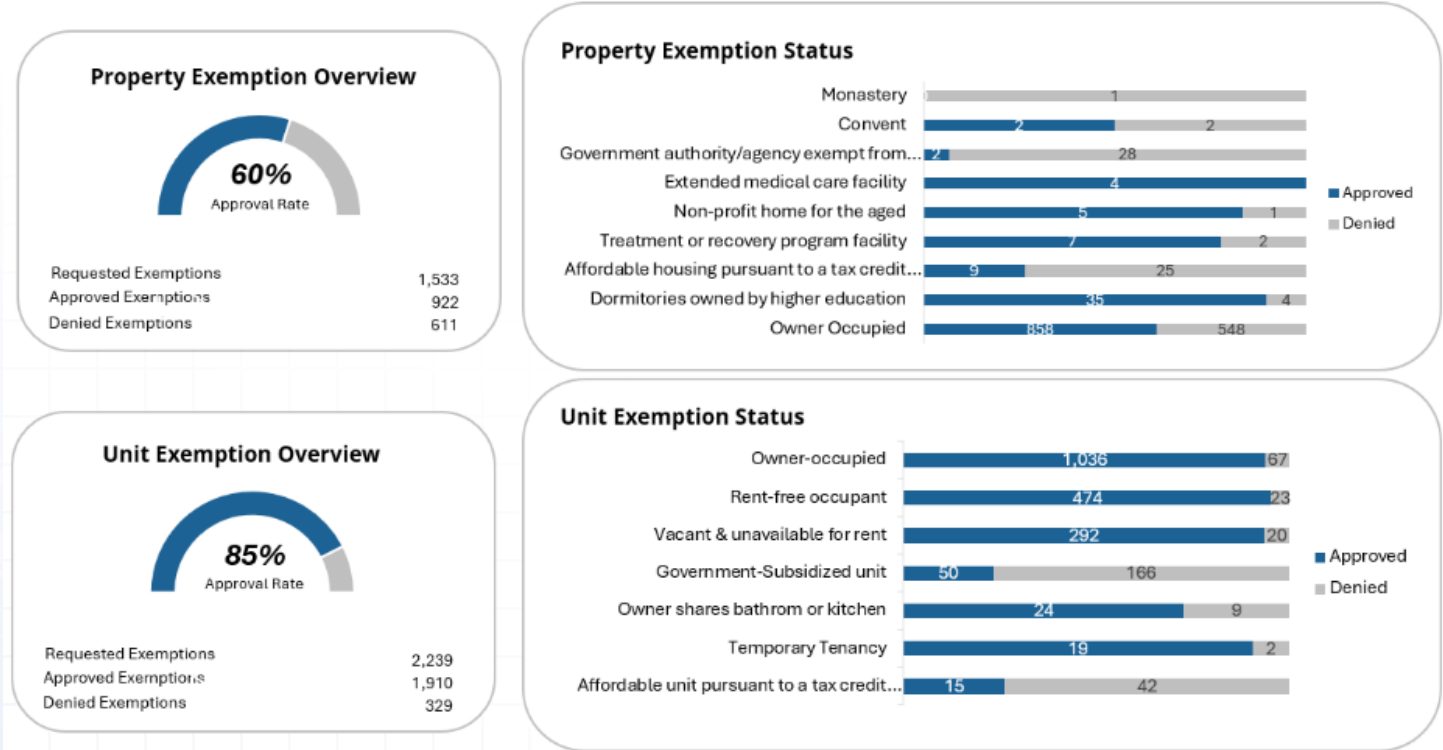 Property Exemption Overview
60%
Approval Rate
Requested Exemptions 1,533
Approved Exemptions 922
Denied Exemptions 611
Property Exemption Status
Monastery 1
Convent 2 2
Government authority/agency exempt from... 2 28
Extended medical care facility 4
Non-profit home for the aged 5 1
Treatment or recovery program facility 7 2
Affordable housing pursuant to a tax credit... 9 25
Dormitories owned by higher education 35 4
Owner Occupied 858 548
Approved
Denied
Unit Exemption Overview
85%
Approval Rate
Requested Exemptions 2,239
Approved Exemptions 1,910
Denied Exemptions 329
Unit Exemption Status
Owner-occupied 1,036 67
Rent-free occupant 474 23
Vacant & unavailable for rent 292 20
Government-Subsidized unit 50 166
Owner shares bathrom or kitchen 24 9
Temporary Tenancy 19 2
Affordable unit pursuant to a tax credit... 15 42
Approved
Denied